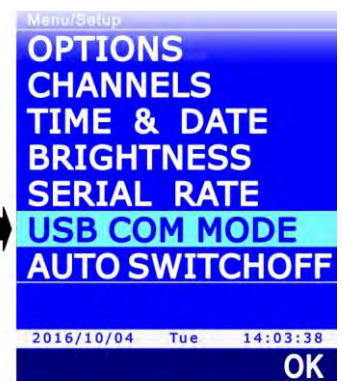 Menu/Setup
OPTIONS
CHANNELS
TIME & DATE
BRIGHTNESS
SERIAL RATE
USB COM MODE
AUTO SWITCHOFF
2016/10/04 Tue 14:03:38
OK